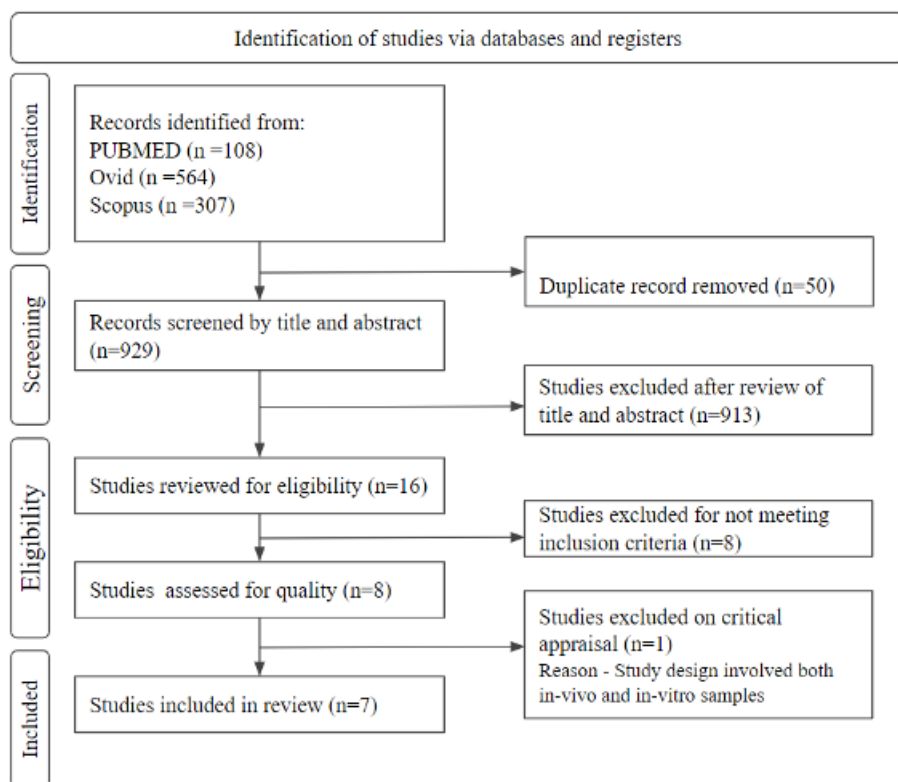 Identification of studies via databases and registers
Identification
Records identified from:
PUBMED (n =108)
Ovid (n =564)
Scopus (n =307)
Duplicate record removed (n=50)
Screening
Records screened by title and abstract
(n=929)
Studies excluded after review of
title and abstract (n=913)
Eligibility
Studies reviewed for eligibility (n=16)
Studies excluded for not meeting
inclusion criteria (n=8)
Studies assessed for quality (n=8)
Studies excluded on critical
appraisal (n=1)
Reason - Study design involved both
in-vivo and in-vitro samples
Included
Studies included in review (n=7)